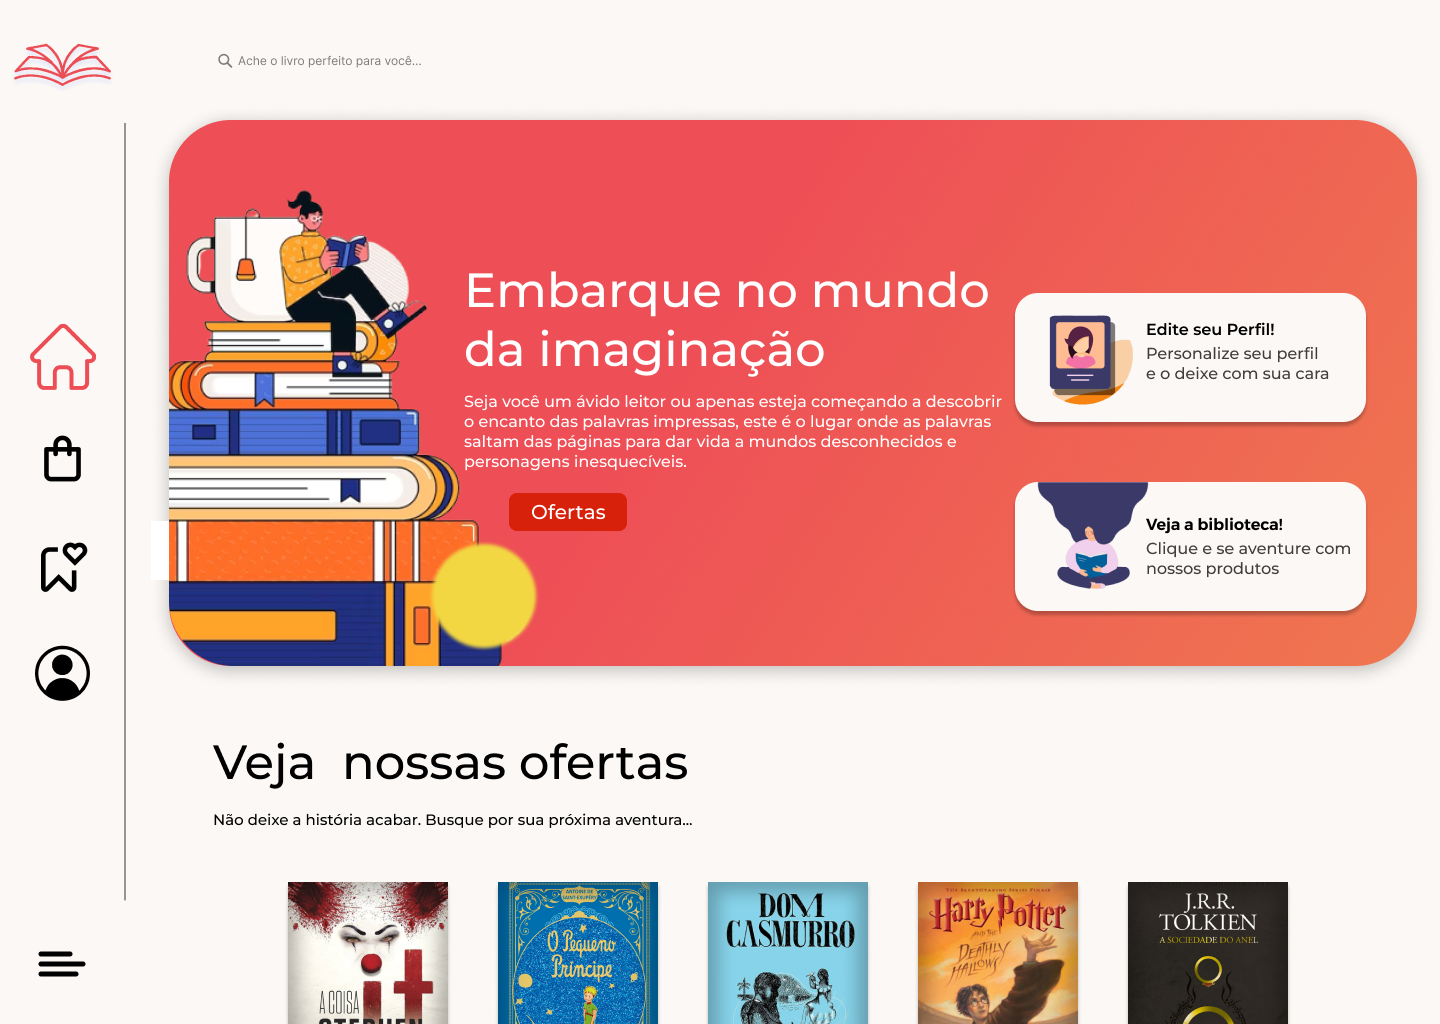 Ache o livro perfeito para você...
Embarque no mundo
da imaginação
Seja você um ávido leitor ou apenas esteja começando a descobrir
o encanto das palavras impressas, este é o lugar onde as palavras
saltam das páginas para dar vida a mundos desconhecidos e
personagens inesquecíveis.
Ofertas
Edite seu Perfil!
Personalize seu perfil
e o deixe com sua cara
Veja a biblioteca!
Clique e se aventure com
nossos produtos
Veja nossas ofertas
Não deixe a história acabar. Busque por sua próxima aventura...
it
A COISA
STEPHEN
ANTOINE DE
SAINT-EXUPÉRY
O Pequeno
Príncipe
DOM
CASMURRO
Harry Potter
AND THE
DEATHLY
HALLOWS
J.R.R.
TOLKIEN
A SOCIEDADE DO ANEL